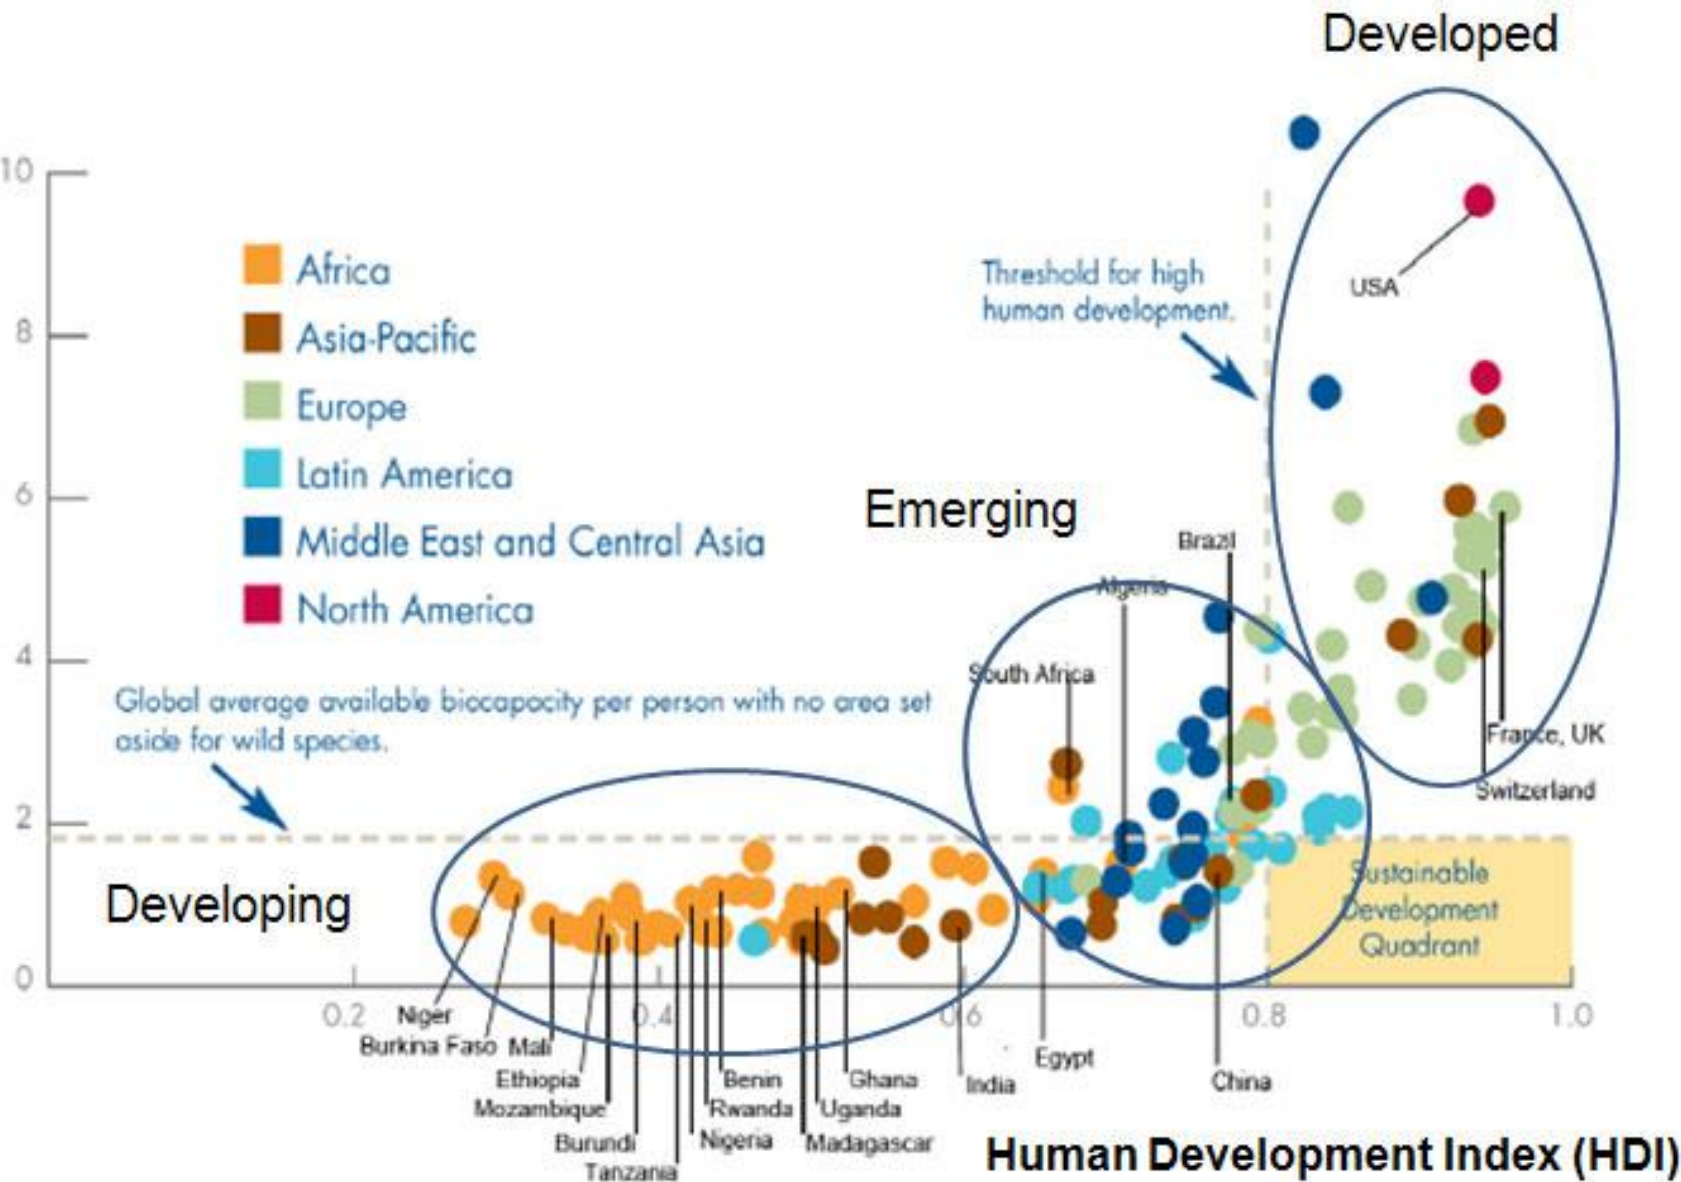 Developed
10
8
6
4
2
0
Africa
Asia-Pacific
Europe
Latin America
Middle East and Central Asia
North America
Threshold for high
human development.
USA
Emerging
Brazil
Algeria
South Africa
Global average available biocapacity per person with no area set
aside for wild species.
France, UK
Switzerland
Developing
Sustainable
Development
Quadrant
0.2
0.4
0.6
0.8
1.0
Niger
Burkina Faso
Mali
Ethiopia
Mozambique
Burundi
Tanzania
Benin
Rwanda
Nigeria
Ghana
Uganda
Madagascar
India
Egypt
China
Human Development Index (HDI)